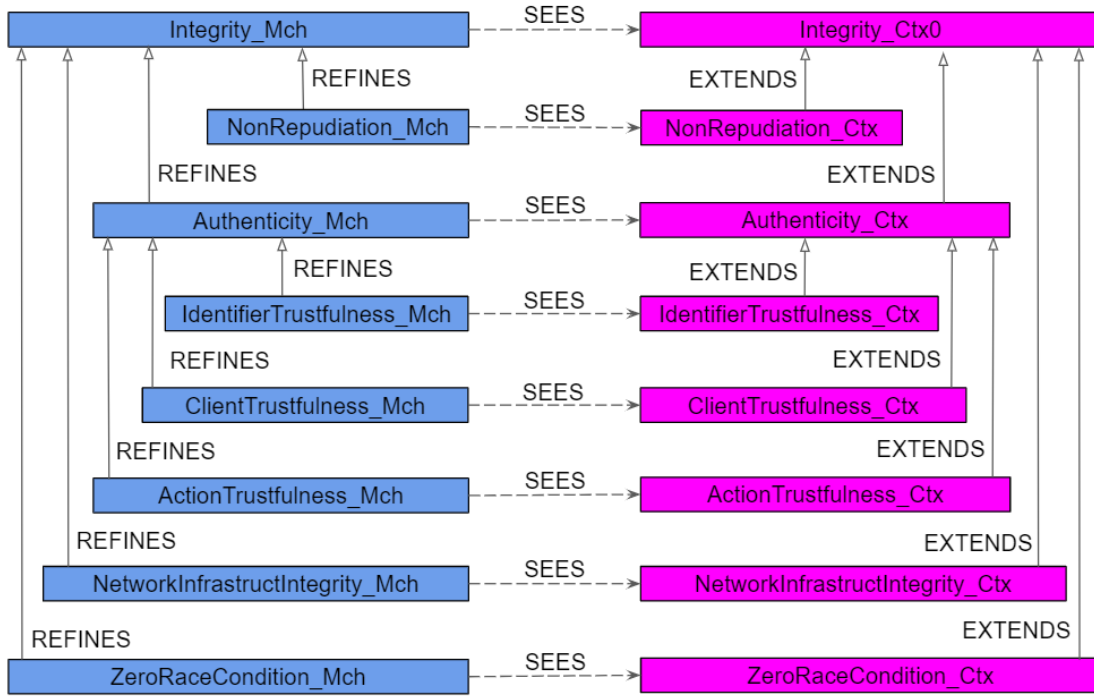 Integrity_Mch
SEES
Integrity_Ctx0
REFINES
EXTENDS
NonRepudiation_Mch
SEES
NonRepudiation_Ctx
REFINES
EXTENDS
Authenticity_Mch
SEES
Authenticity_Ctx
REFINES
EXTENDS
IdentifierTrustfulness_Mch
SEES
IdentifierTrustfulness_Ctx
REFINES
EXTENDS
ClientTrustfulness_Mch
SEES
ClientTrustfulness_Ctx
REFINES
EXTENDS
ActionTrustfulness_Mch
SEES
ActionTrustfulness_Ctx
REFINES
EXTENDS
NetworkInfrastructIntegrity_Mch
SEES
NetworkInfrastructIntegrity_Ctx
REFINES
EXTENDS
ZeroRaceCondition_Mch
SEES
ZeroRaceCondition_Ctx